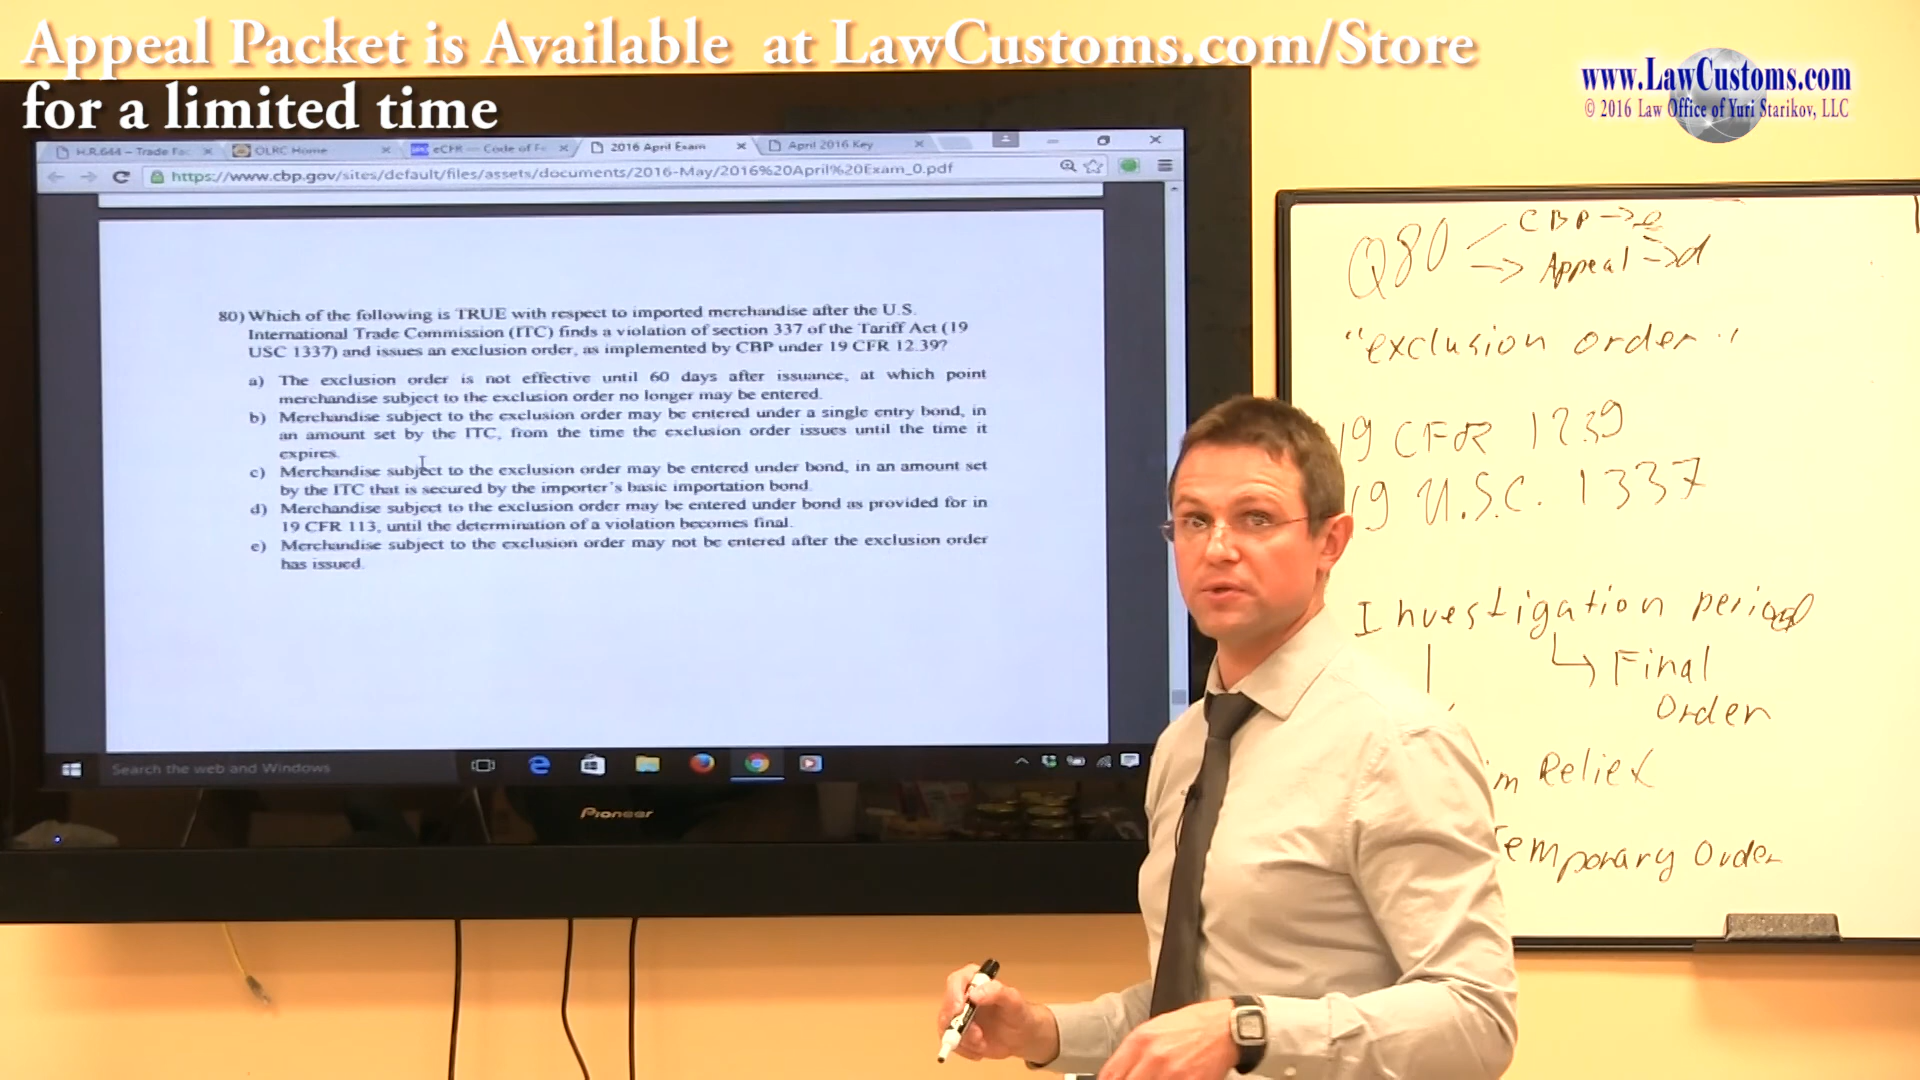 Appeal Packet is Available at LawCustoms.com/Store
for a limited time
www.LawCustoms.com
© 2016 Law Office of Yuri Starikov, LLC
H.R.644 – Trade Fac
OLRC Home
eCFR — Code of Fe
2016 April Exam
April 2016 Key
https://www.cbp.gov/sites/default/files/assets/documents/2016-May/2016%20April%20Exam_0.pdf
80) Which of the following is TRUE with respect to imported merchandise after the U.S.
International Trade Commission (ITC) finds a violation of section 337 of the Tariff Act (19
USC 1337) and issues an exclusion order, as implemented by CBP under 19 CFR 12.39?
a) The exclusion order is not effective until 60 days after issuance, at which point
merchandise subject to the exclusion order no longer may be entered.
b) Merchandise subject to the exclusion order may be entered under a single entry bond, in
an amount set by the ITC, from the time the exclusion order issues until the time it
expires.
c) Merchandise subject to the exclusion order may be entered under bond, in an amount set
by the ITC that is secured by the importer's basic importation bond.
d) Merchandise subject to the exclusion order may be entered under bond as provided for in
19 CFR 113, until the determination of a violation becomes final.
e) Merchandise subject to the exclusion order may not be entered after the exclusion order
has issued.
Search the web and Windows
Pioneer
Q80
CBP → e
→ Appeal → d
"exclusion order"
19 CFR 12.39
19 U.S.C. 1337
Investigation period
Final
Order
m Relief
emporary Order